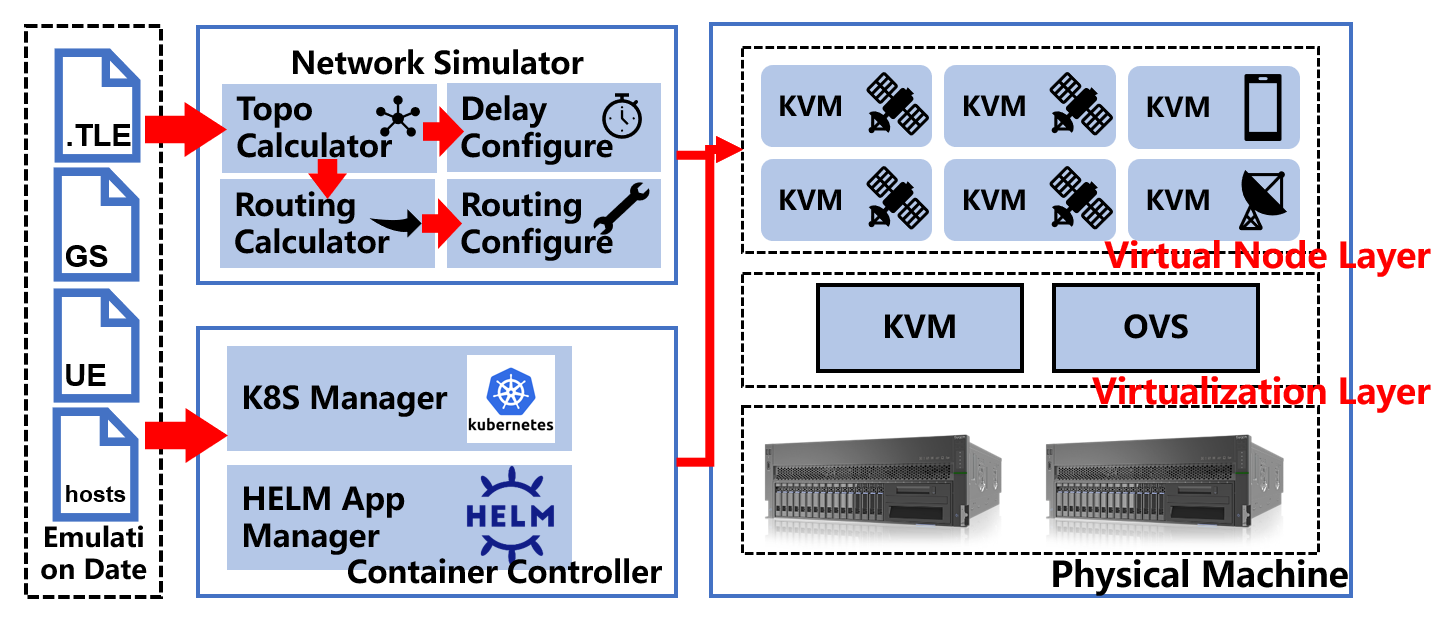 .TLE
GS
UE
hosts
Emulati
on Date
Network Simulator
Topo
Calculator
Delay
Configure
Routing
Calculator
Routing
Configure
K8S Manager
kubernetes
HELM App
Manager
HELM
Container Controller
KVM
KVM
KVM
KVM
KVM
KVM
Virtual Node Layer
KVM
OVS
Virtualization Layer
Physical Machine